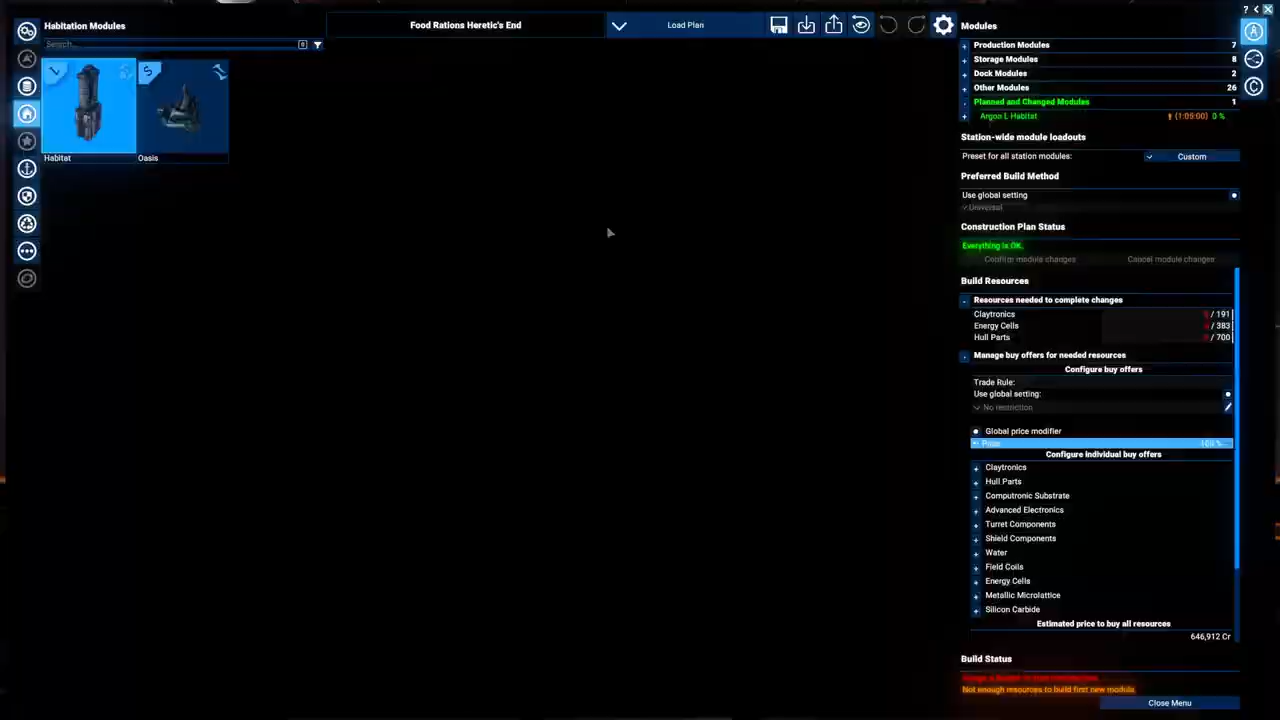 Habitation Modules
Food Rations Heretic's End
Load Plan
? < X
Search...
Habitat
Oasis
Modules
Production Modules 7
Storage Modules 8
Dock Modules 2
Other Modules 26
Planned and Changed Modules 1
Argon L Habitat (1:05:00) 0 %
Station-wide module loadouts
Preset for all station modules: Custom
Preferred Build Method
Use global setting
Universal
Construction Plan Status
Everything is OK.
Confirm module changes Cancel module changes
Build Resources
Resources needed to complete changes
Claytronics / 191
Energy Cells / 383
Hull Parts / 700
Manage buy offers for needed resources
Configure buy offers
Trade Rule:
Use global setting:
No restriction
Global price modifier
Configure individual buy offers
Claytronics
Hull Parts
Computronic Substrate
Advanced Electronics
Turret Components
Shield Components
Water
Field Coils
Energy Cells
Metallic Microlattice
Silicon Carbide
Estimated price to buy all resources
646,912 Cr
Build Status
Not enough resources to build first new module.
Close Menu